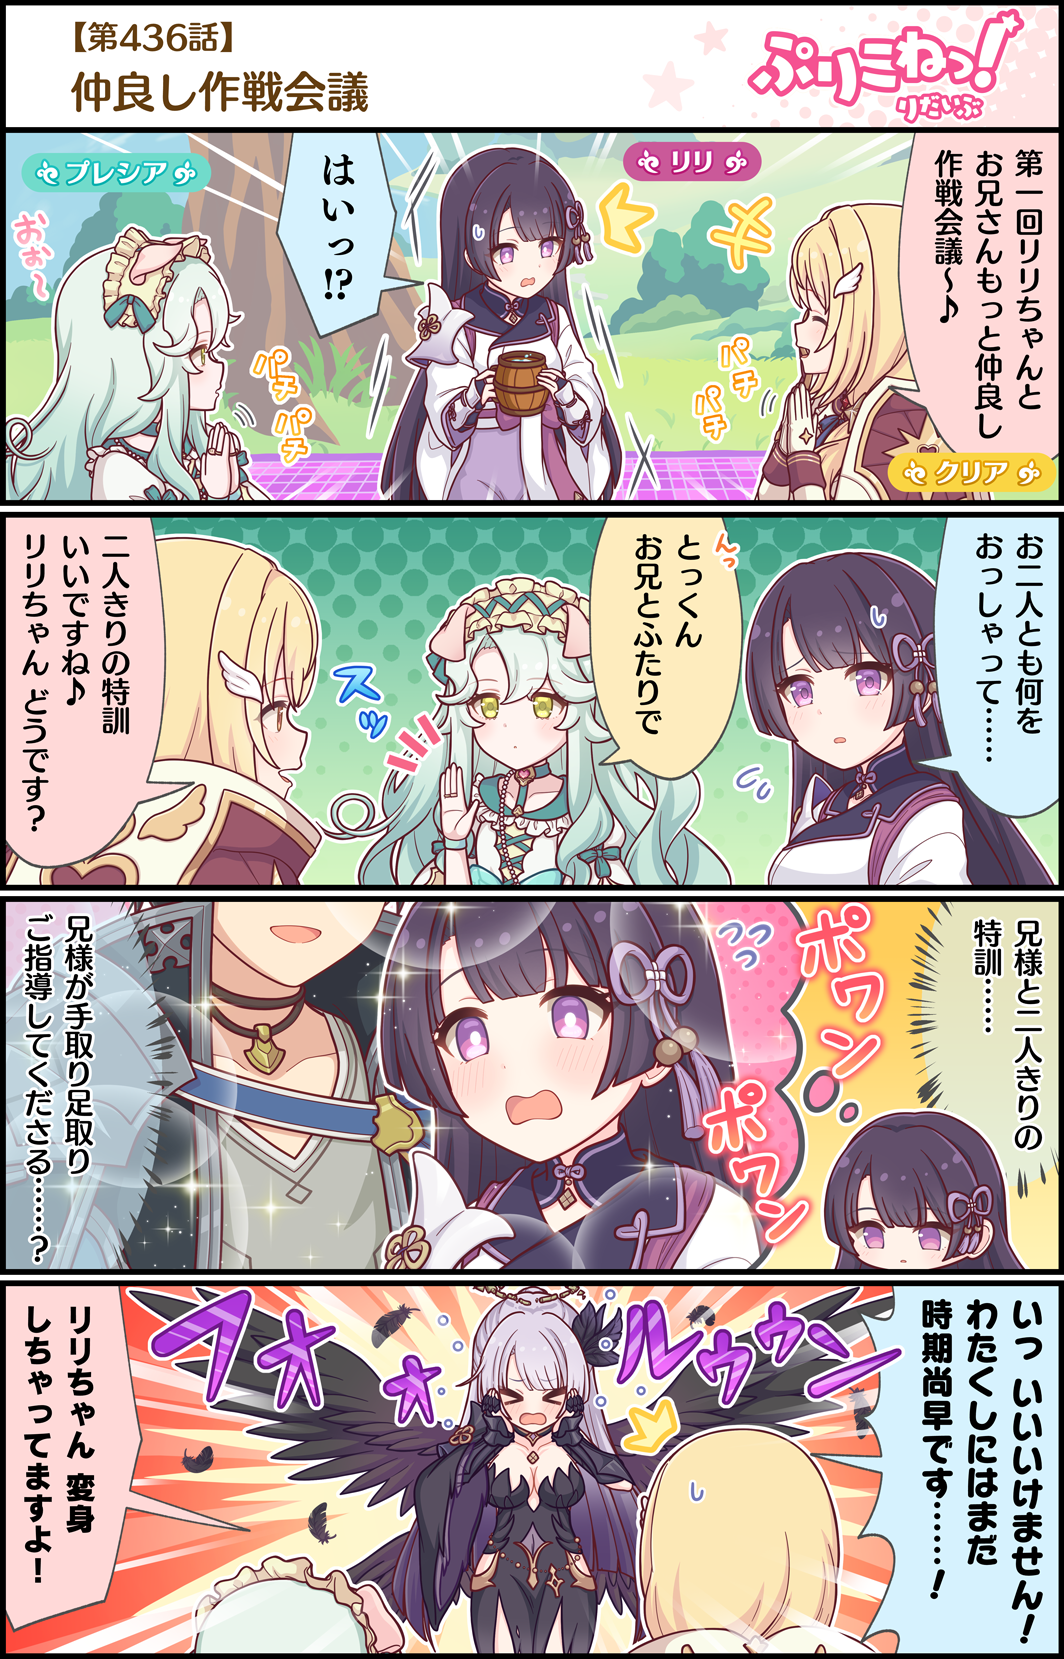 【第436話】
仲良し作戦会議
ぷりこねっ!
りだいぶ
第一回リリちゃんと
お兄さんもっと仲良し
作戦会議〜♪
クリア
リリ
はいっ!?
プレシア
おぉ〜
パチ
パチ
パチ
パチ
お二人とも何を
おっしゃって……
んっ
とっくん
お兄とふたりで
スッ
二人きりの特訓
いいですね♪
リリちゃん どうです?
兄様と二人きりの
特訓……
ポワン
ポワン
兄様が手取り足取り
ご指導してくださる……?
いっ いいいけません!
わたくしにはまだ
時期尚早です……!
フォォ
ルゥゥン
リリちゃん 変身
しちゃってますよ!